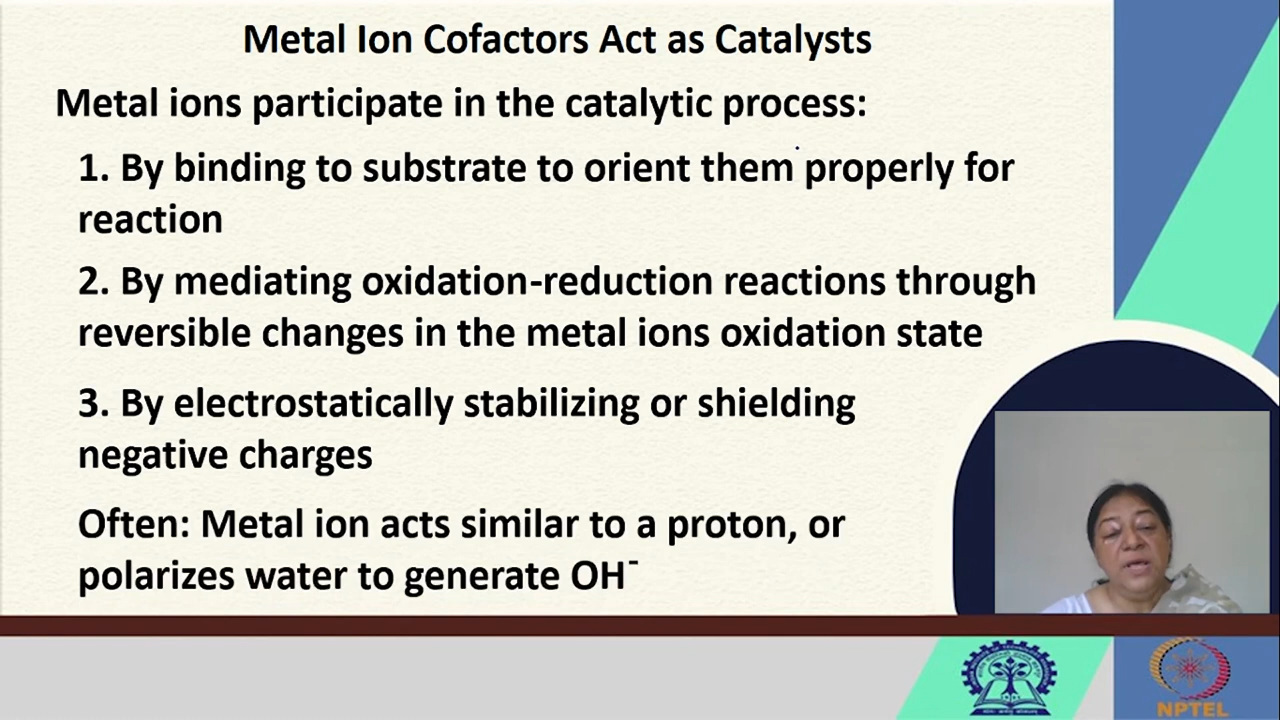 Metal Ion Cofactors Act as Catalysts
Metal ions participate in the catalytic process:
1. By binding to substrate to orient them properly for
reaction
2. By mediating oxidation-reduction reactions through
reversible changes in the metal ions oxidation state
3. By electrostatically stabilizing or shielding
negative charges
Often: Metal ion acts similar to a proton, or
polarizes water to generate OH⁻
NPTEL